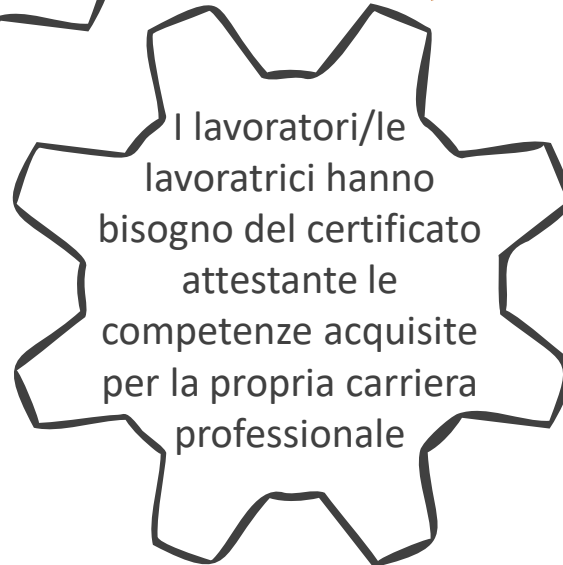 I lavoratori/le
lavoratrici hanno
bisogno del certificato
attestante le
competenze acquisite
per la propria carriera
professionale